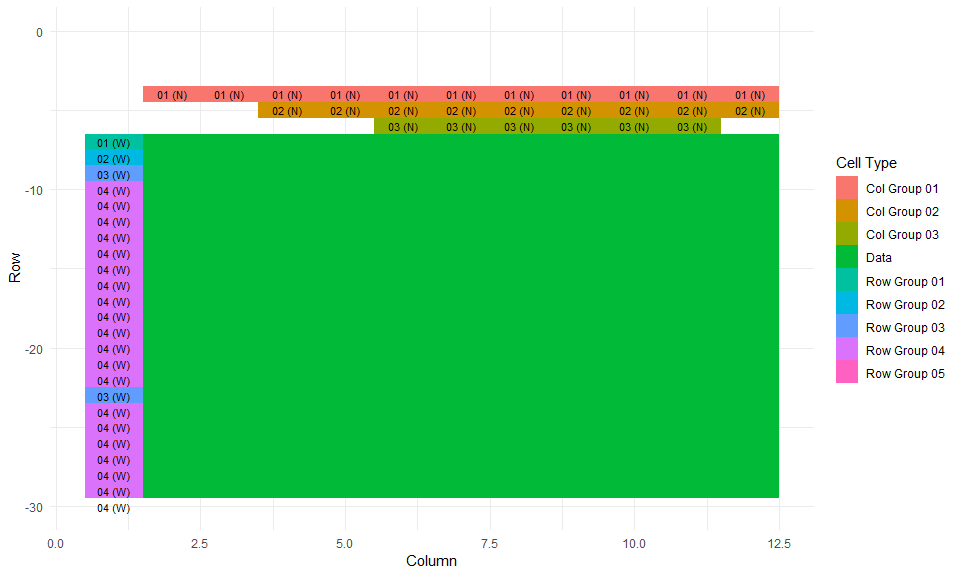 0
01 (N) 01 (N) 01 (N) 01 (N) 01 (N) 01 (N) 01 (N) 01 (N) 01 (N) 01 (N) 01 (N)
02 (N) 02 (N) 02 (N) 02 (N) 02 (N) 02 (N) 02 (N) 02 (N) 02 (N)
03 (N) 03 (N) 03 (N) 03 (N) 03 (N) 03 (N)
01 (W)
02 (W)
03 (W)
-10
04 (W)
04 (W)
04 (W)
04 (W)
04 (W)
04 (W)
04 (W)
04 (W)
04 (W)
04 (W)
-20
04 (W)
04 (W)
04 (W)
03 (W)
04 (W)
04 (W)
04 (W)
04 (W)
04 (W)
04 (W)
-30
04 (W)
Row
0.0 2.5 5.0 7.5 10.0 12.5
Column
Cell Type
Col Group 01
Col Group 02
Col Group 03
Data
Row Group 01
Row Group 02
Row Group 03
Row Group 04
Row Group 05